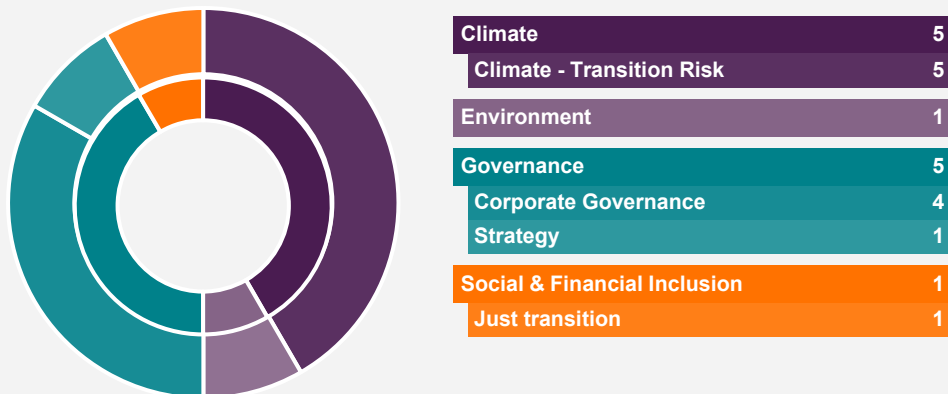 Climate 5
Climate - Transition Risk 5
Environment 1
Governance 5
Corporate Governance 4
Strategy 1
Social & Financial Inclusion 1
Just transition 1